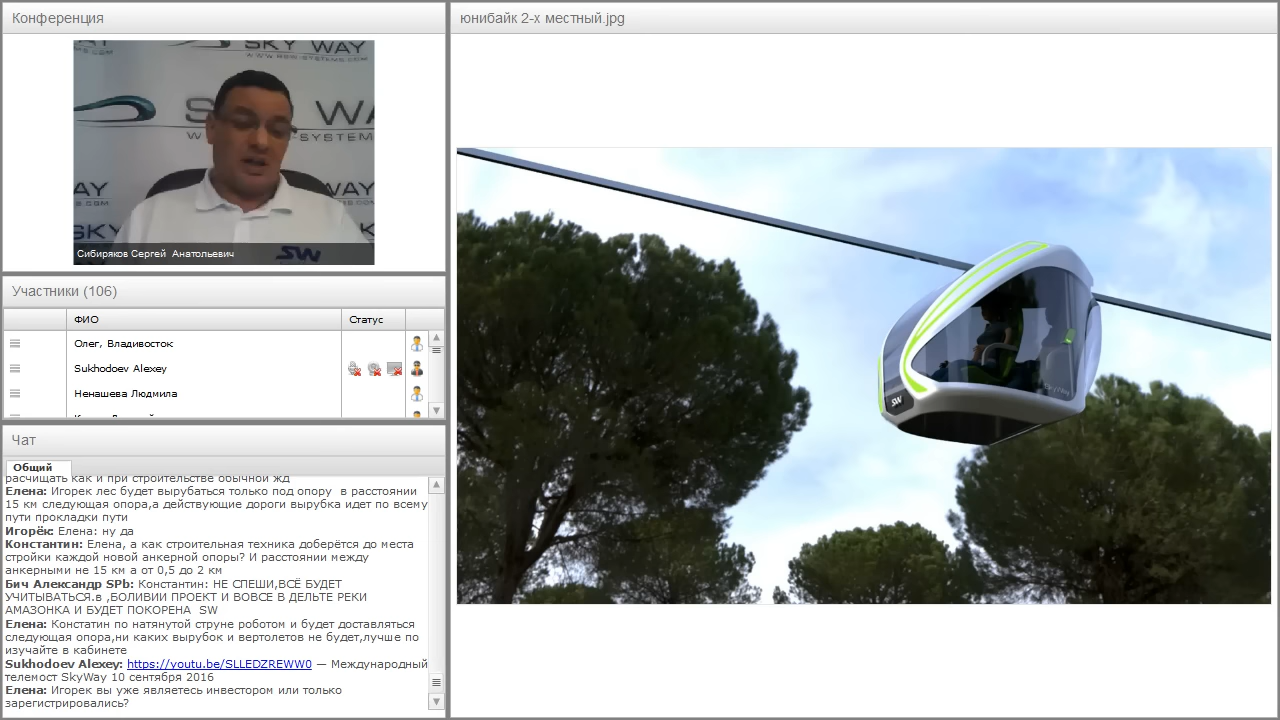 Конференция
SKY WAY
WWW.RSW-SYSTEMS.COM
SKY WAY
SW
Сибиряков Сергей Анатольевич
Участники (106)
ФИО
Статус
Олег, Владивосток
Sukhodoev Alexey
Ненашева Людмила
Чат
Общий
расчищать как и при строительстве обычной жд
Елена: Игорек лес будет вырубаться только под опору в расстоянии
15 км следующая опора,а действующие дороги вырубка идет по всему
пути прокладки пути
Игорёк: Елена: ну да
Константин: Елена, а как строительная техника доберётся до места
стройки каждой новой анкерной опоры? И расстоянии между
анкерными не 15 км а от 0,5 до 2 км
Бич Александр SPb: Константин: НЕ СПЕШИ,ВСЁ БУДЕТ
УЧИТЫВАТЬСЯ.в ,БОЛИВИИ ПРОЕКТ И ВОВСЕ В ДЕЛЬТЕ РЕКИ
АМАЗОНКА И БУДЕТ ПОКОРЕНА SW
Елена: Констатин по натянутой струне роботом и будет доставляться
следующая опора,ни каких вырубок и вертолетов не будет,лучше по
изучайте в кабинете
Sukhodoev Alexey: https://youtu.be/SLLEDZREWW0 — Международный
телемост SkyWay 10 сентября 2016
Елена: Игорек вы уже являетесь инвестором или только
зарегистрировались?
юнибайк 2-х местный.jpg
SW
SkyWay